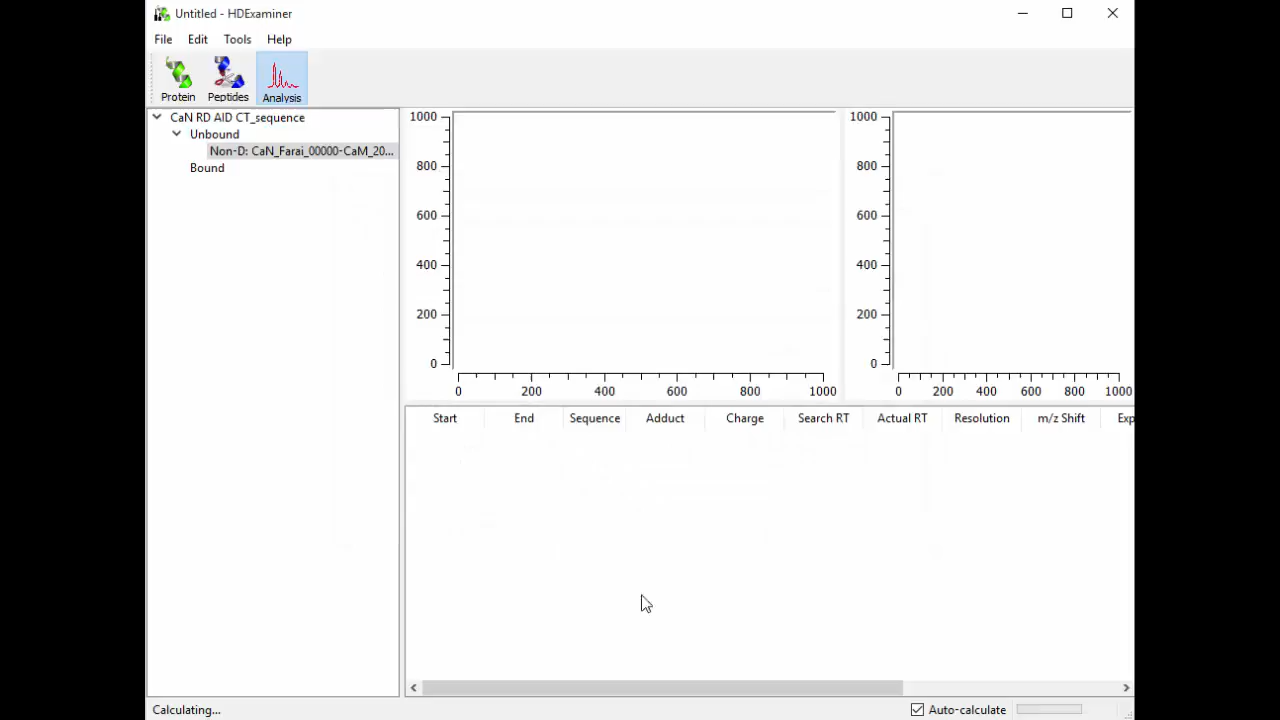 Untitled - HDExaminer
File Edit Tools Help
Protein Peptides Analysis
CaN RD AID CT_sequence
Unbound
Non-D: CaN_Farai_00000-CaM_20...
Bound
1000
800
600
400
200
0
0 200 400 600 800 1000
1000
800
600
400
200
0
0 200 400 600 800 1000
Start End Sequence Adduct Charge Search RT Actual RT Resolution m/z Shift Exp
Calculating... Auto-calculate